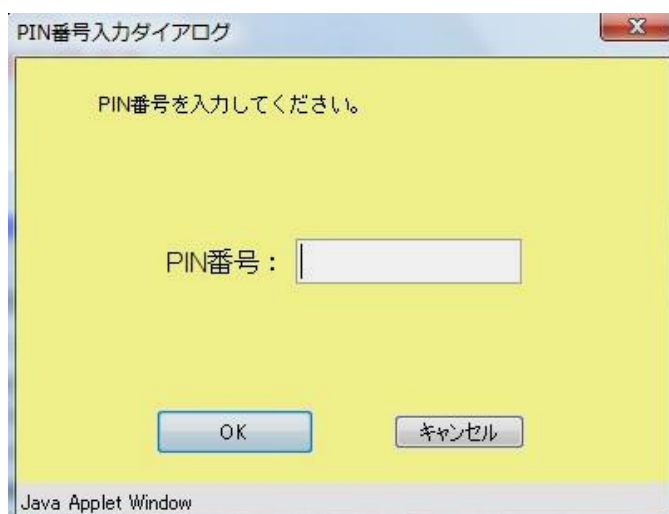 PIN番号入力ダイアログ
PIN番号を入力してください。
PIN番号：
OK
キャンセル
Java Applet Window